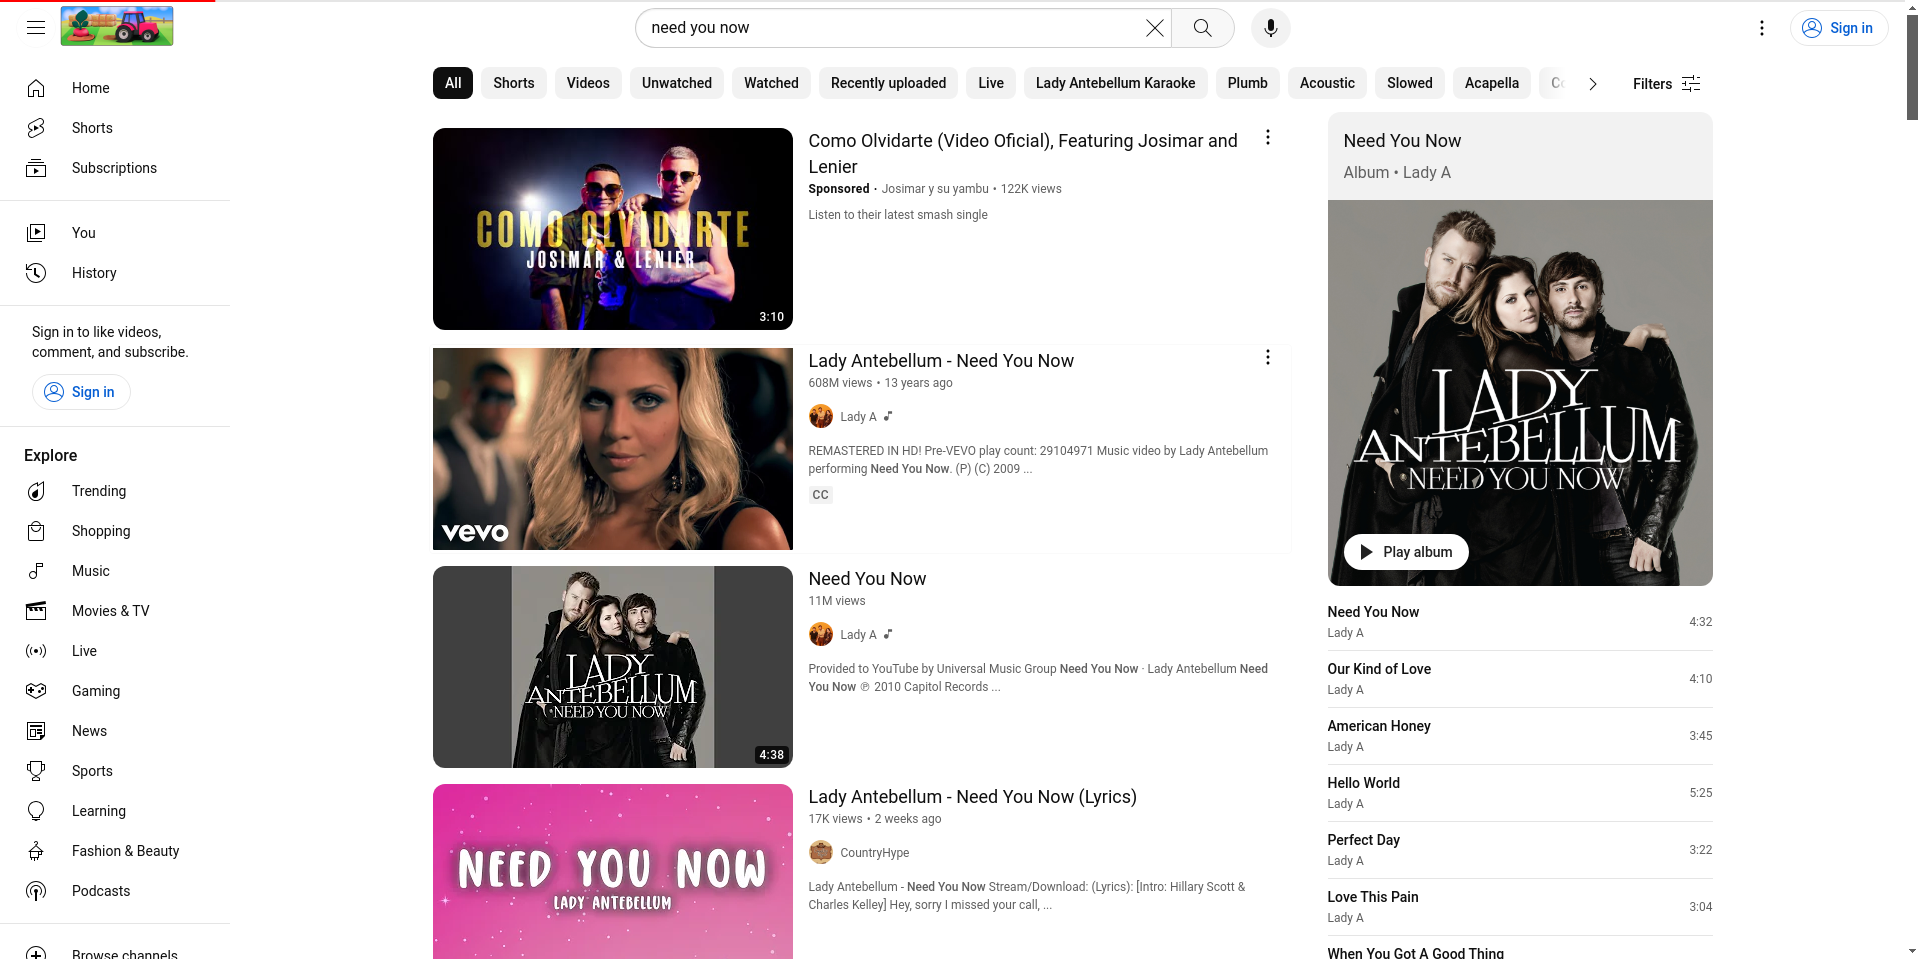 need you now
Sign in
Home
Shorts
Subscriptions
You
History
Sign in to like videos,
comment, and subscribe.
Sign in
Explore
Trending
Shopping
Music
Movies & TV
Live
Gaming
News
Sports
Learning
Fashion & Beauty
Podcasts
Browse channels
All
Shorts
Videos
Unwatched
Watched
Recently uploaded
Live
Lady Antebellum Karaoke
Plumb
Acoustic
Slowed
Acapella
Filters
COMO OLVIDARTE
JOSIMAR & LENIER
3:10
Como Olvidarte (Video Oficial), Featuring Josimar and
Lenier
Sponsored · Josimar y su yambu • 122K views
Listen to their latest smash single
vevo
Lady Antebellum - Need You Now
608M views • 13 years ago
Lady A
REMASTERED IN HD! Pre-VEVO play count: 29104971 Music video by Lady Antebellum
performing Need You Now. (P) (C) 2009 ...
CC
LADY
ANTEBELLUM
NEED YOU NOW
4:38
Need You Now
11M views
Lady A
Provided to YouTube by Universal Music Group Need You Now · Lady Antebellum Need
You Now ℗ 2010 Capitol Records ...
NEED YOU NOW
LADY ANTEBELLUM
Lady Antebellum - Need You Now (Lyrics)
17K views • 2 weeks ago
CountryHype
Lady Antebellum - Need You Now Stream/Download: (Lyrics): [Intro: Hillary Scott &
Charles Kelley] Hey, sorry I missed your call, ...
Need You Now
Album • Lady A
LADY
ANTEBELLUM
NEED YOU NOW
Play album
Need You Now
Lady A
4:32
Our Kind of Love
Lady A
4:10
American Honey
Lady A
3:45
Hello World
Lady A
5:25
Perfect Day
Lady A
3:22
Love This Pain
Lady A
3:04
When You Got A Good Thing